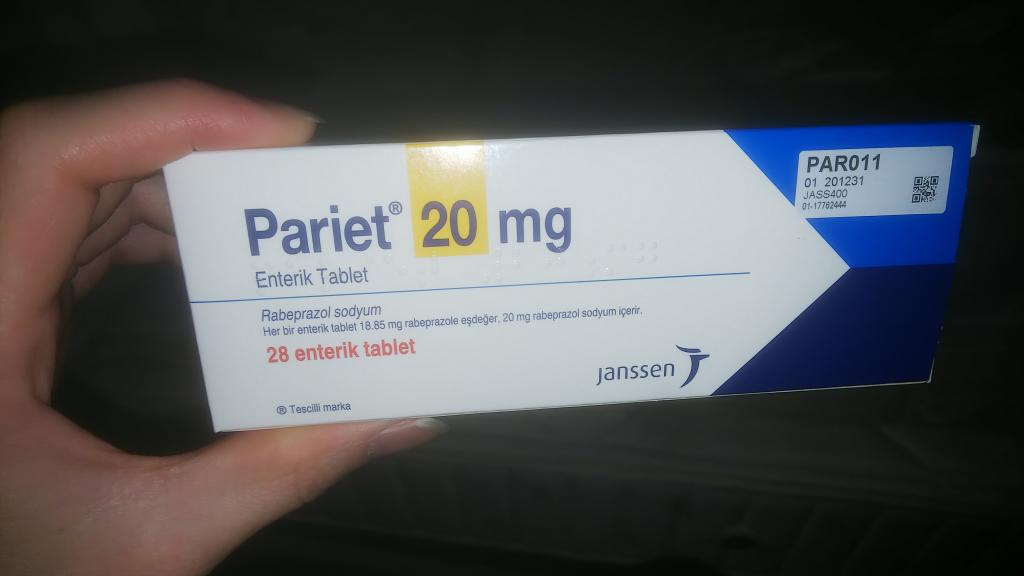 Pariet® 20 mg
Enterik Tablet
Rabeprazol sodyum
Her bir enterik tablet 18.85 mg rabeprazole eşdeğer, 20 mg rabeprazol sodyum içerir.
28 enterik tablet
® Tescilli marka
janssen
PAR011
01 201231
JASS400
01-17762444